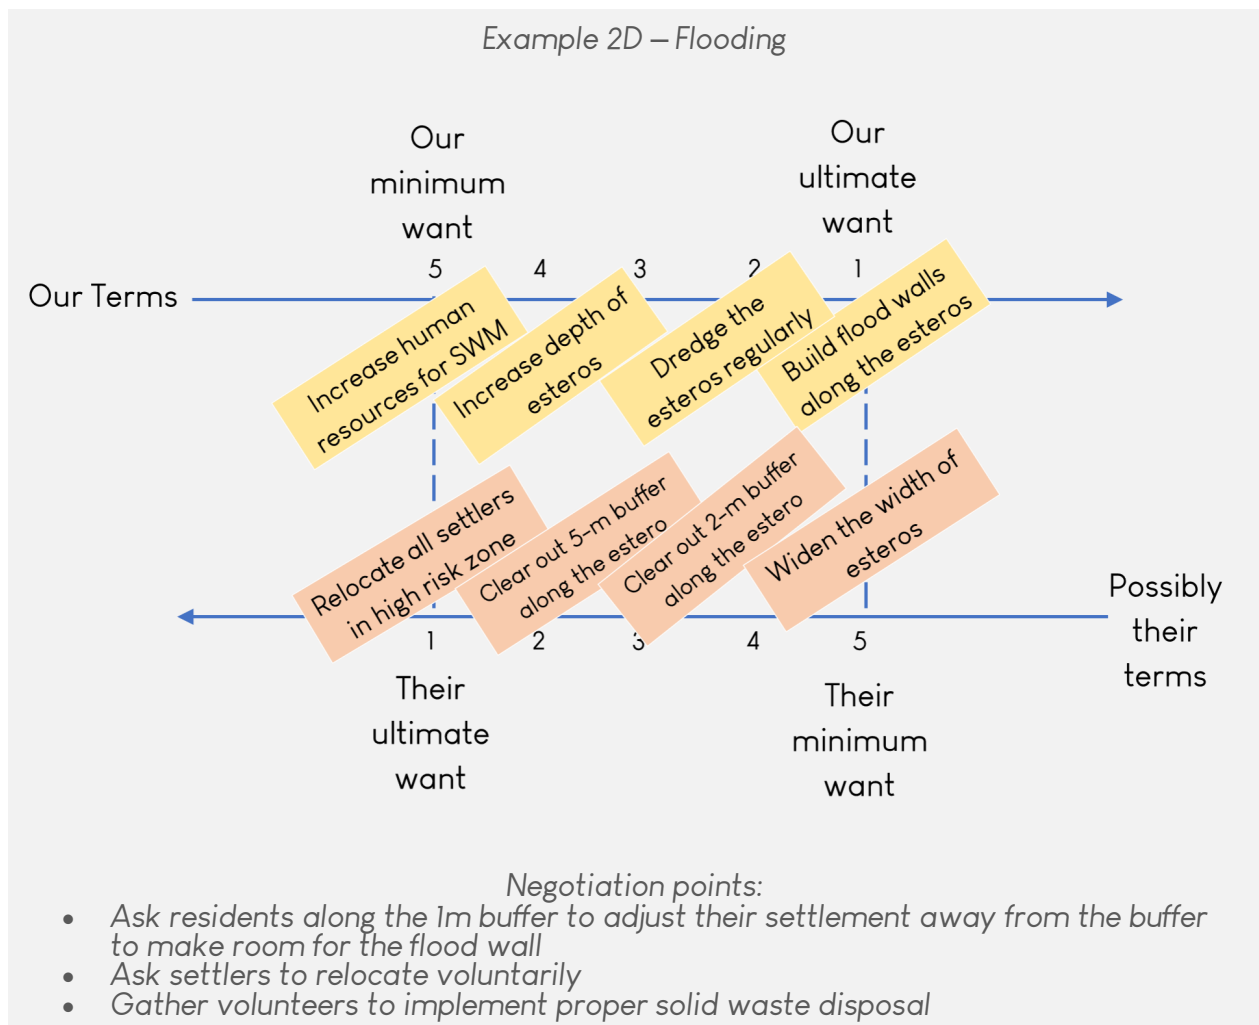 Example 2D – Flooding
Our
minimum
want
Our
ultimate
want
5
4
3
2
1
Our Terms
Increase human
resources for SWM
Increase depth of
esteros
Dredge the
esteros regularly
Build flood walls
along the esteros
Relocate all settlers
in high risk zone
Clear out 5-m buffer
along the estero
Clear out 2-m buffer
along the estero
Widen the width of
esteros
Possibly
their
terms
1
2
3
4
5
Their
ultimate
want
Their
minimum
want
Negotiation points:
• Ask residents along the 1m buffer to adjust their settlement away from the buffer
to make room for the flood wall
• Ask settlers to relocate voluntarily
• Gather volunteers to implement proper solid waste disposal